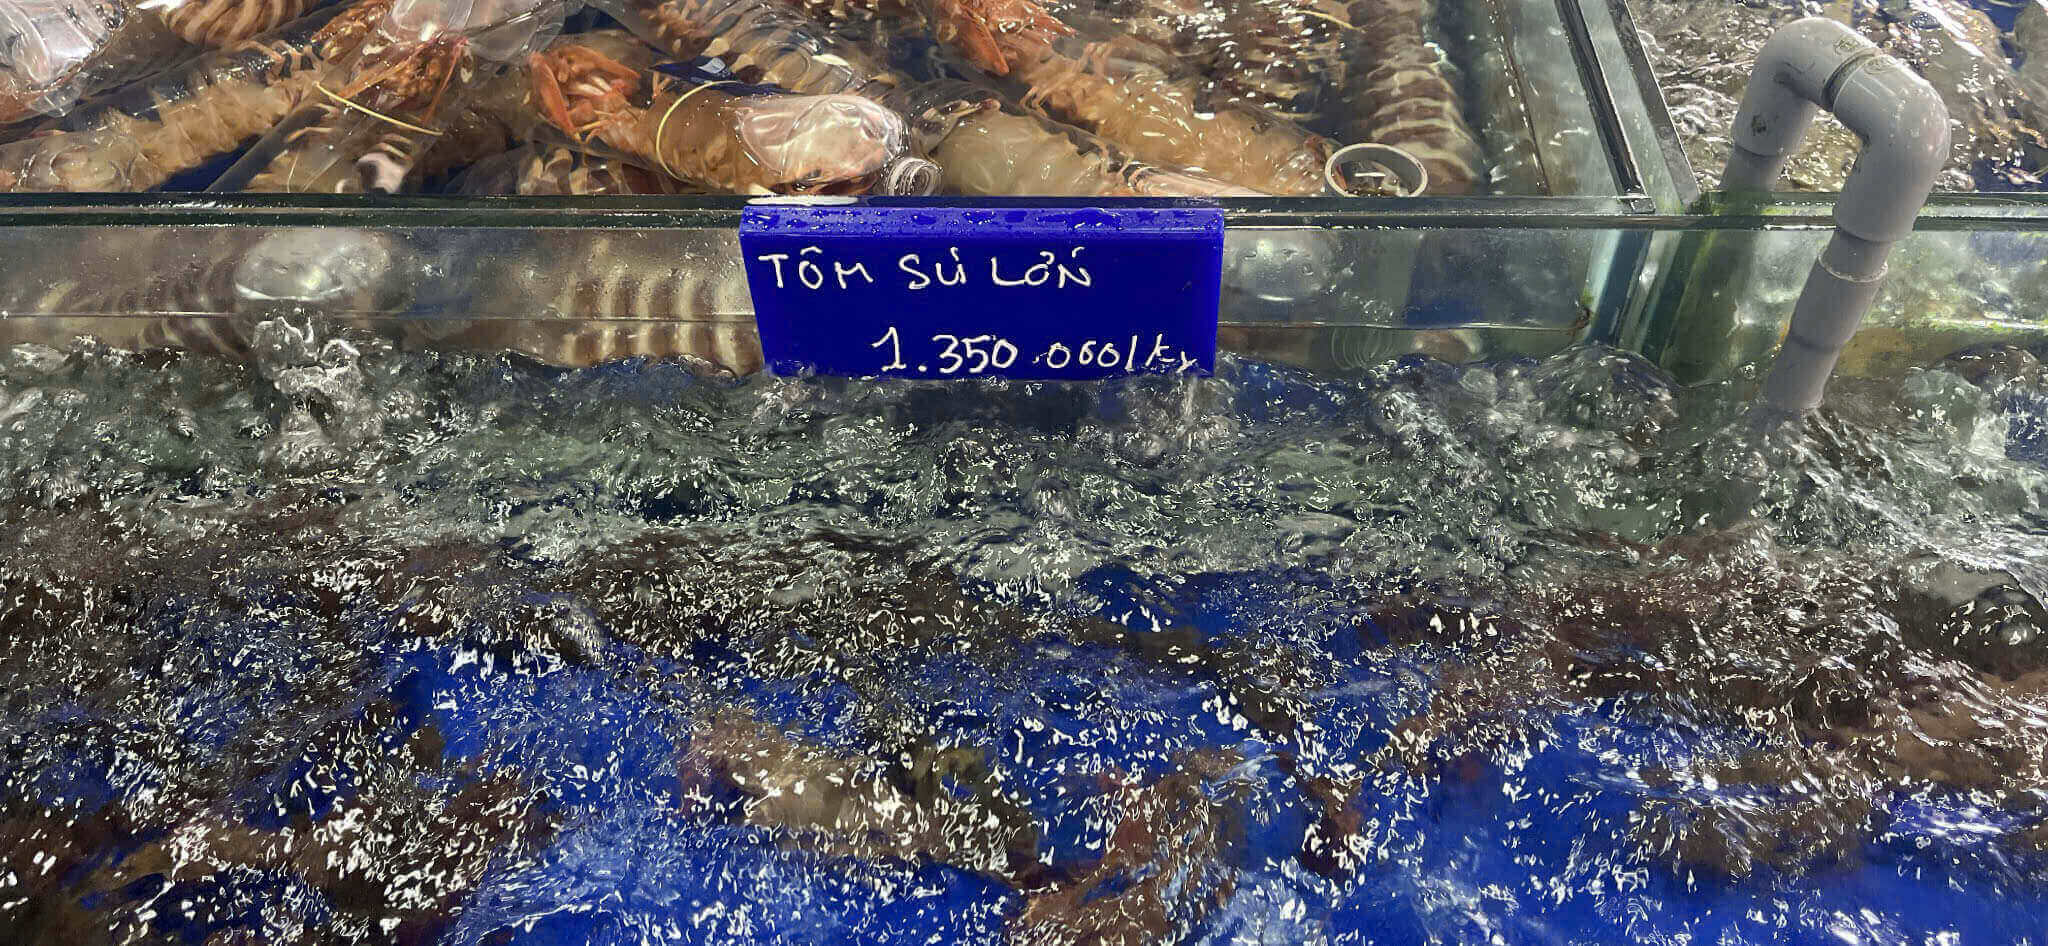 TÔM SÚ LỚN
1.350.000/kg